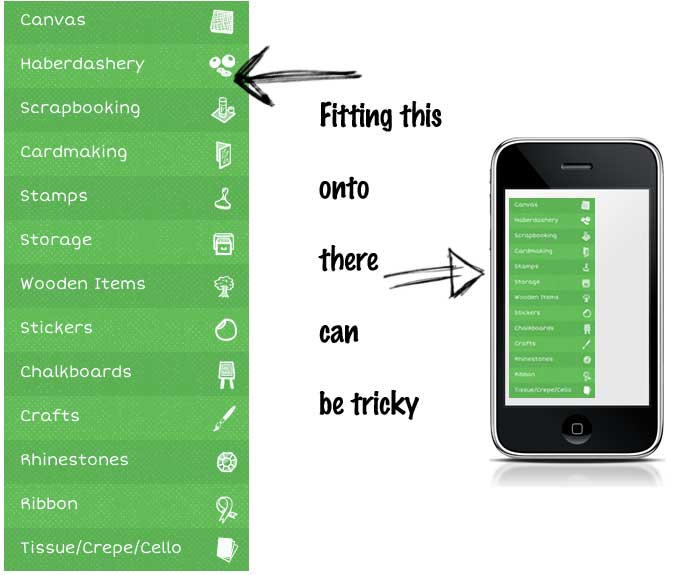 Canvas
Haberdashery
Scrapbooking
Cardmaking
Stamps
Storage
Wooden Items
Stickers
Chalkboards
Crafts
Rhinestones
Ribbon
Tissue/Crepe/Cello
Fitting this
onto
there
can
be tricky
Canvas
Haberdashery
Scrapbooking
Cardmaking
Stamps
Storage
Wooden Items
Stickers
Chalkboards
Crafts
Rhinestones
Ribbon
Tissue/Crepe/Cello